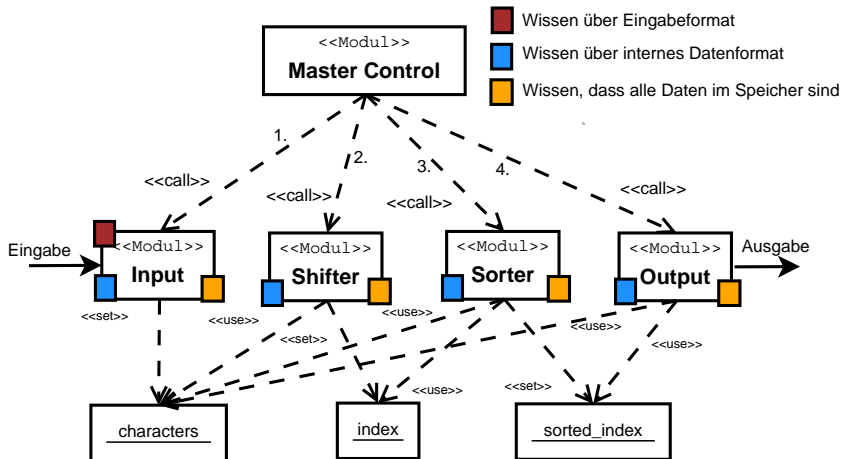 Wissen über Eingabeformat
<<Modul>>
Master Control
Wissen über internes Datenformat
Wissen, dass alle Daten im Speicher sind
1.
2.
3.
4.
<<call>>
<<call>>
<<call>>
<<call>>
Eingabe
<<Modul>>
Input
<<Modul>>
Shifter
<<Modul>>
Sorter
<<Modul>>
Output
Ausgabe
<<set>>
<<use>>
<<set>>
<<use>>
<<use>>
<<use>>
<<use>>
<<set>>
characters
index
sorted_index